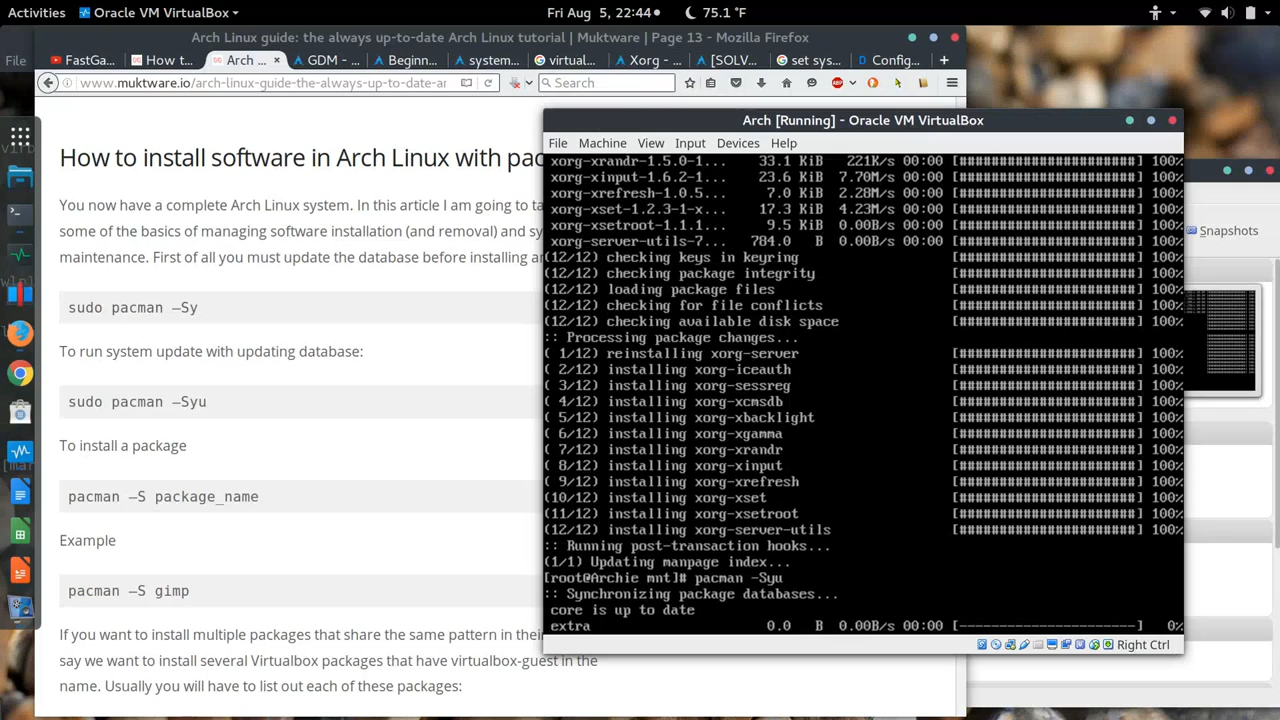 Activities Oracle VM VirtualBox Fri Aug 5, 22:44 75.1 °F
File Arch Linux guide: the always up-to-date Arch Linux tutorial | Muktware | Page 13 - Mozilla Firefox
FastGa... How t... Arch ... × GDM - ... Beginn... system... virtual... Xorg - ... [SOLV... set sys... Config... +
www.muktware.io/arch-linux-guide-the-always-up-to-date-ar Search
How to install software in Arch Linux with pac
You now have a complete Arch Linux system. In this article I am going to ta
some of the basics of managing software installation (and removal) and sy
maintenance. First of all you must update the database before installing an
sudo pacman –Sy
To run system update with updating database:
sudo pacman –Syu
To install a package
pacman –S package_name
Example
pacman –S gimp
If you want to install multiple packages that share the same pattern in their
say we want to install several Virtualbox packages that have virtualbox-guest in the
name. Usually you will have to list out each of these packages:
Arch [Running] - Oracle VM VirtualBox
File Machine View Input Devices Help
xorg-xrandr-1.5.0-1... 33.1 KiB 221K/s 00:00 [######################] 100%
xorg-xinput-1.6.2-1... 23.6 KiB 7.70M/s 00:00 [######################] 100%
xorg-xrefresh-1.0.5... 7.0 KiB 2.28M/s 00:00 [######################] 100%
xorg-xset-1.2.3-1-x... 17.3 KiB 4.23M/s 00:00 [######################] 100%
xorg-xsetroot-1.1.1... 9.5 KiB 0.00B/s 00:00 [######################] 100%
xorg-server-utils-7... 784.0 B 0.00B/s 00:00 [######################] 100%
(12/12) checking keys in keyring [######################] 100%
(12/12) checking package integrity [######################] 100%
(12/12) loading package files [######################] 100%
(12/12) checking for file conflicts [######################] 100%
(12/12) checking available disk space [######################] 100%
:: Processing package changes...
( 1/12) reinstalling xorg-server [######################] 100%
( 2/12) installing xorg-iceauth [######################] 100%
( 3/12) installing xorg-sessreg [######################] 100%
( 4/12) installing xorg-xcmsdb [######################] 100%
( 5/12) installing xorg-xbacklight [######################] 100%
( 6/12) installing xorg-xgamma [######################] 100%
( 7/12) installing xorg-xrandr [######################] 100%
( 8/12) installing xorg-xinput [######################] 100%
( 9/12) installing xorg-xrefresh [######################] 100%
(10/12) installing xorg-xset [######################] 100%
(11/12) installing xorg-xsetroot [######################] 100%
(12/12) installing xorg-server-utils [######################] 100%
:: Running post-transaction hooks...
(1/1) Updating manpage index...
[root@Archie mnt]# pacman -Syu
:: Synchronizing package databases...
core is up to date
extra 0.0 B 0.00B/s 00:00 [----------------------] 0%
Right Ctrl
Snapshots